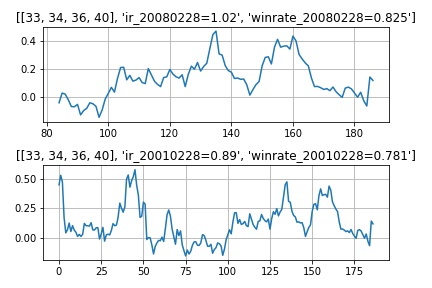 [[33, 34, 36, 40], 'ir_20080228=1.02', 'winrate_20080228=0.825']
0.4
0.2
0.0
80 100 120 140 160 180
[[33, 34, 36, 40], 'ir_20010228=0.89', 'winrate_20010228=0.781']
0.50
0.25
0.00
0 25 50 75 100 125 150 175